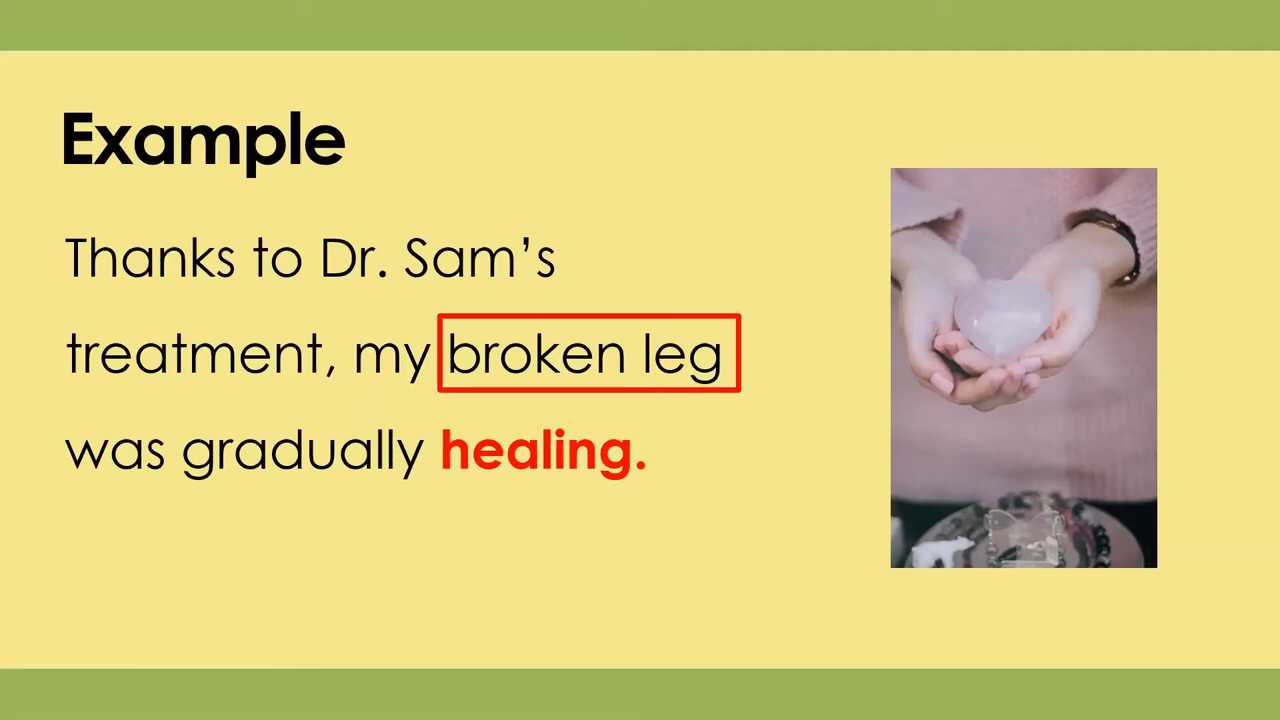 Example
Thanks to Dr. Sam’s
treatment, my broken leg
was gradually healing.